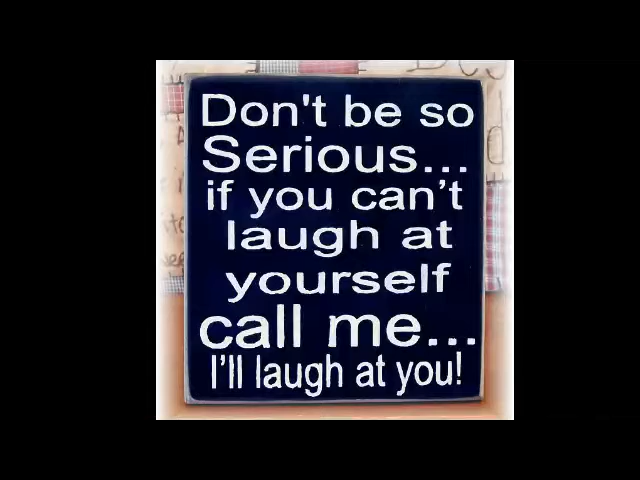 Don't be so
Serious...
if you can't
laugh at
yourself
call me...
I'll laugh at you!